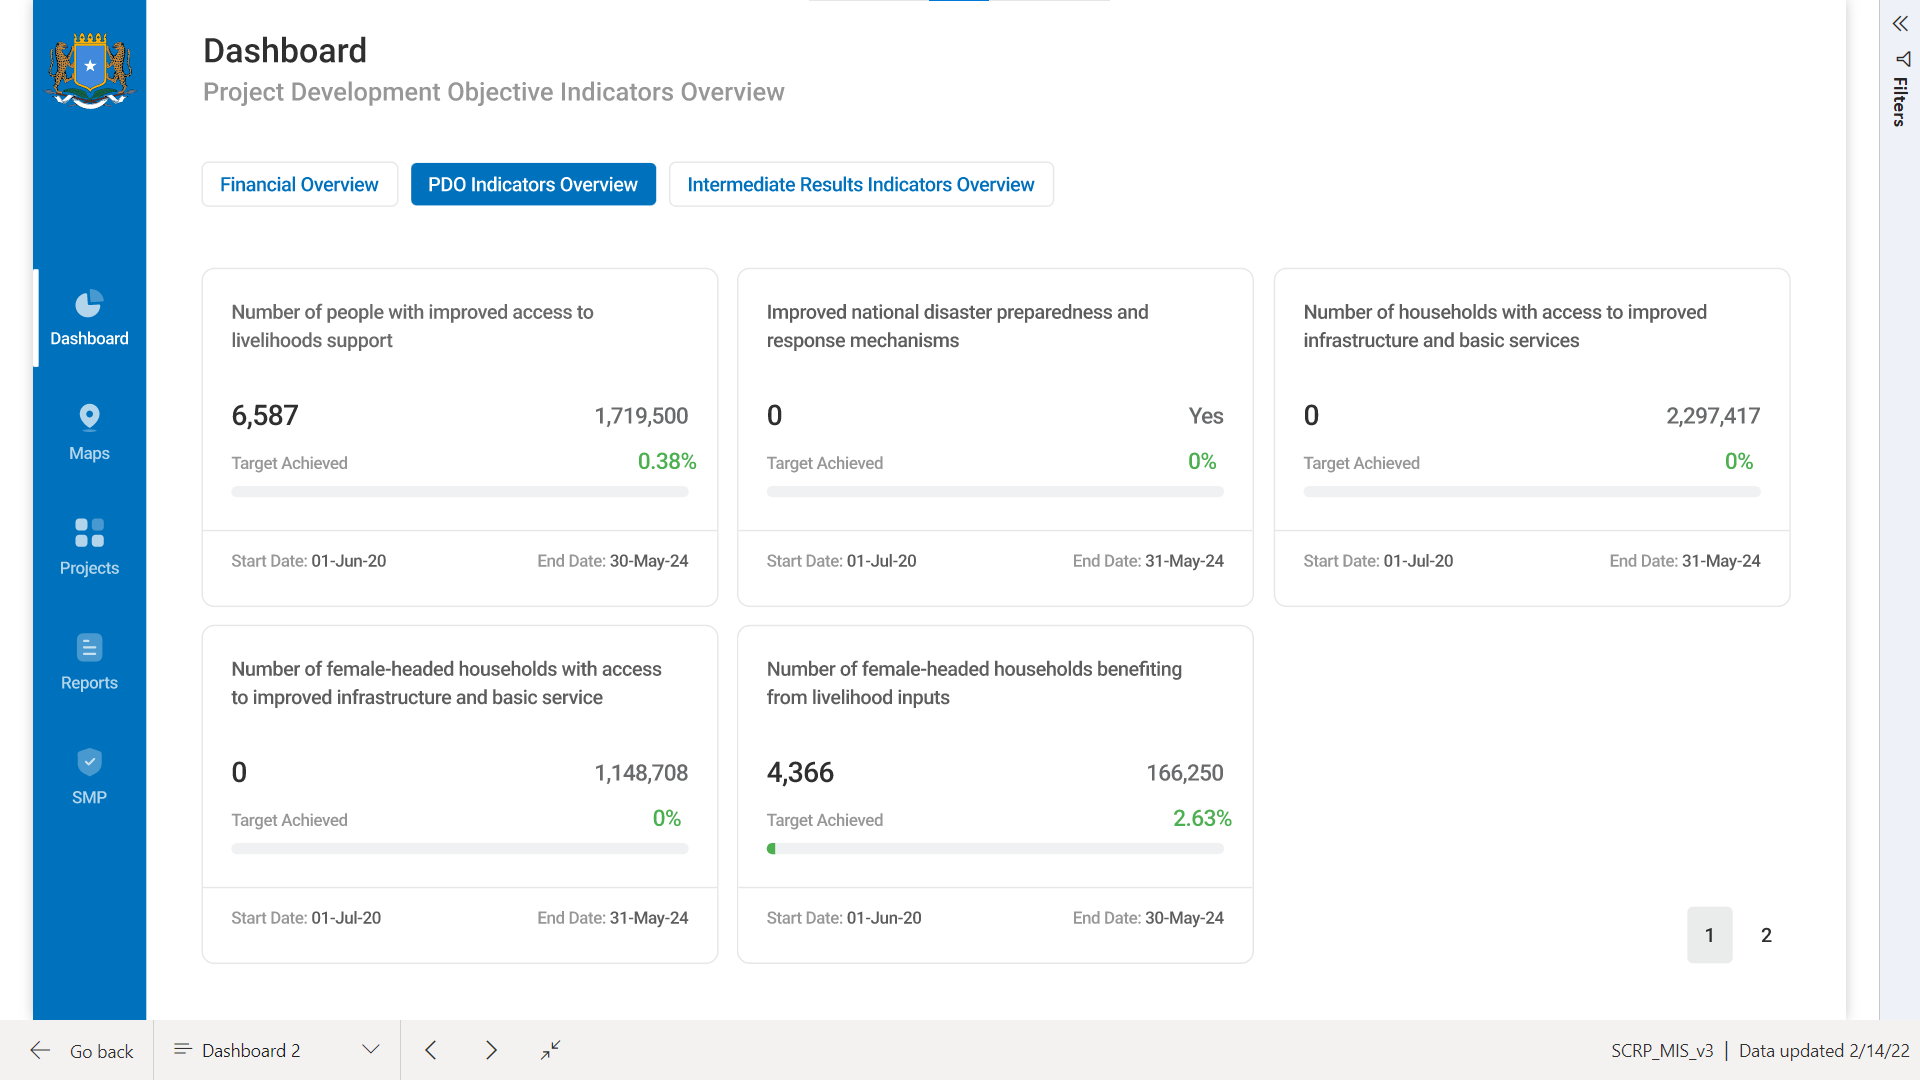 Dashboard
Project Development Objective Indicators Overview
Financial Overview
PDO Indicators Overview
Intermediate Results Indicators Overview
Filters
Dashboard
Maps
Projects
Reports
SMP
Number of people with improved access to
livelihoods support
6,587 1,719,500
Target Achieved 0.38%
Start Date: 01-Jun-20 End Date: 30-May-24
Improved national disaster preparedness and
response mechanisms
0 Yes
Target Achieved 0%
Start Date: 01-Jul-20 End Date: 31-May-24
Number of households with access to improved
infrastructure and basic services
0 2,297,417
Target Achieved 0%
Start Date: 01-Jul-20 End Date: 31-May-24
Number of female-headed households with access
to improved infrastructure and basic service
0 1,148,708
Target Achieved 0%
Start Date: 01-Jul-20 End Date: 31-May-24
Number of female-headed households benefiting
from livelihood inputs
4,366 166,250
Target Achieved 2.63%
Start Date: 01-Jun-20 End Date: 30-May-24
1 2
Go back
Dashboard 2
SCRP_MIS_v3 | Data updated 2/14/22